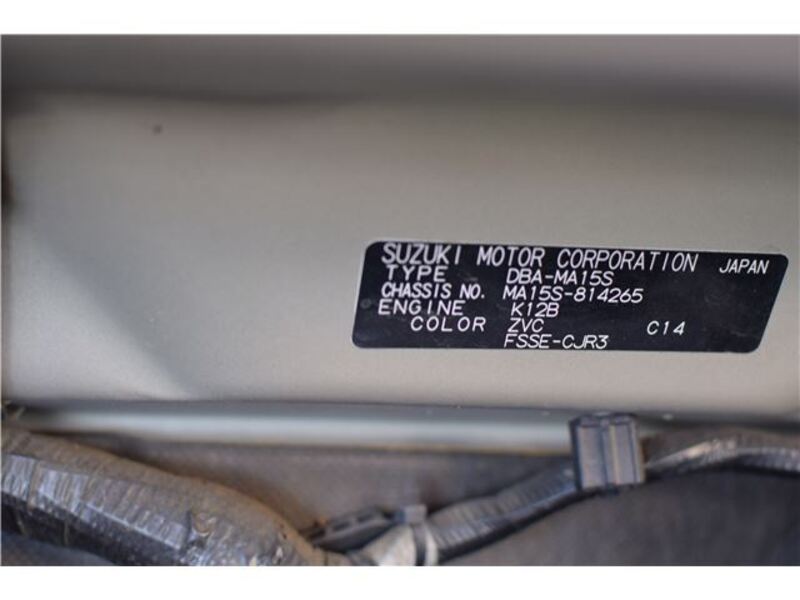 SUZUKI MOTOR CORPORATION JAPAN
TYPE DBA-MA15S
CHASSIS NO. MA15S-814265
ENGINE K12B
COLOR ZVC C14
FSSE-CJR3